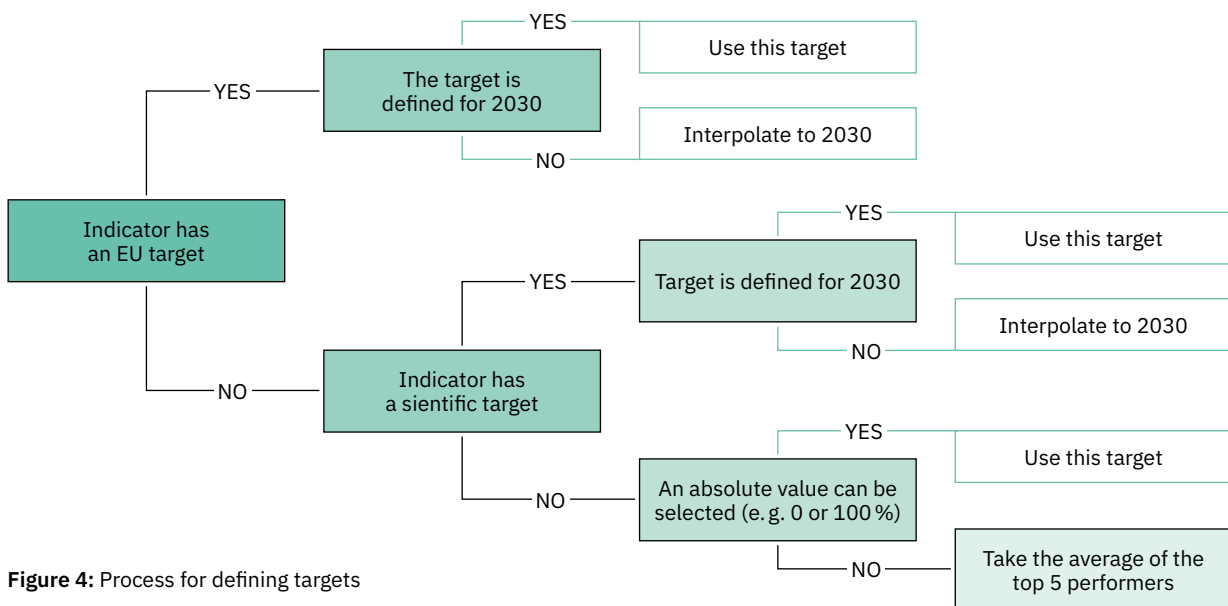 YES
Use this target
The target is
defined for 2030
YES
Interpolate to 2030
NO
Indicator has
an EU target
YES
Use this target
YES
Target is defined for 2030
Interpolate to 2030
NO
NO
Indicator has
a sientific target
YES
Use this target
NO
An absolute value can be
selected (e. g. 0 or 100 %)
NO
Take the average of the
top 5 performers
Figure 4: Process for defining targets